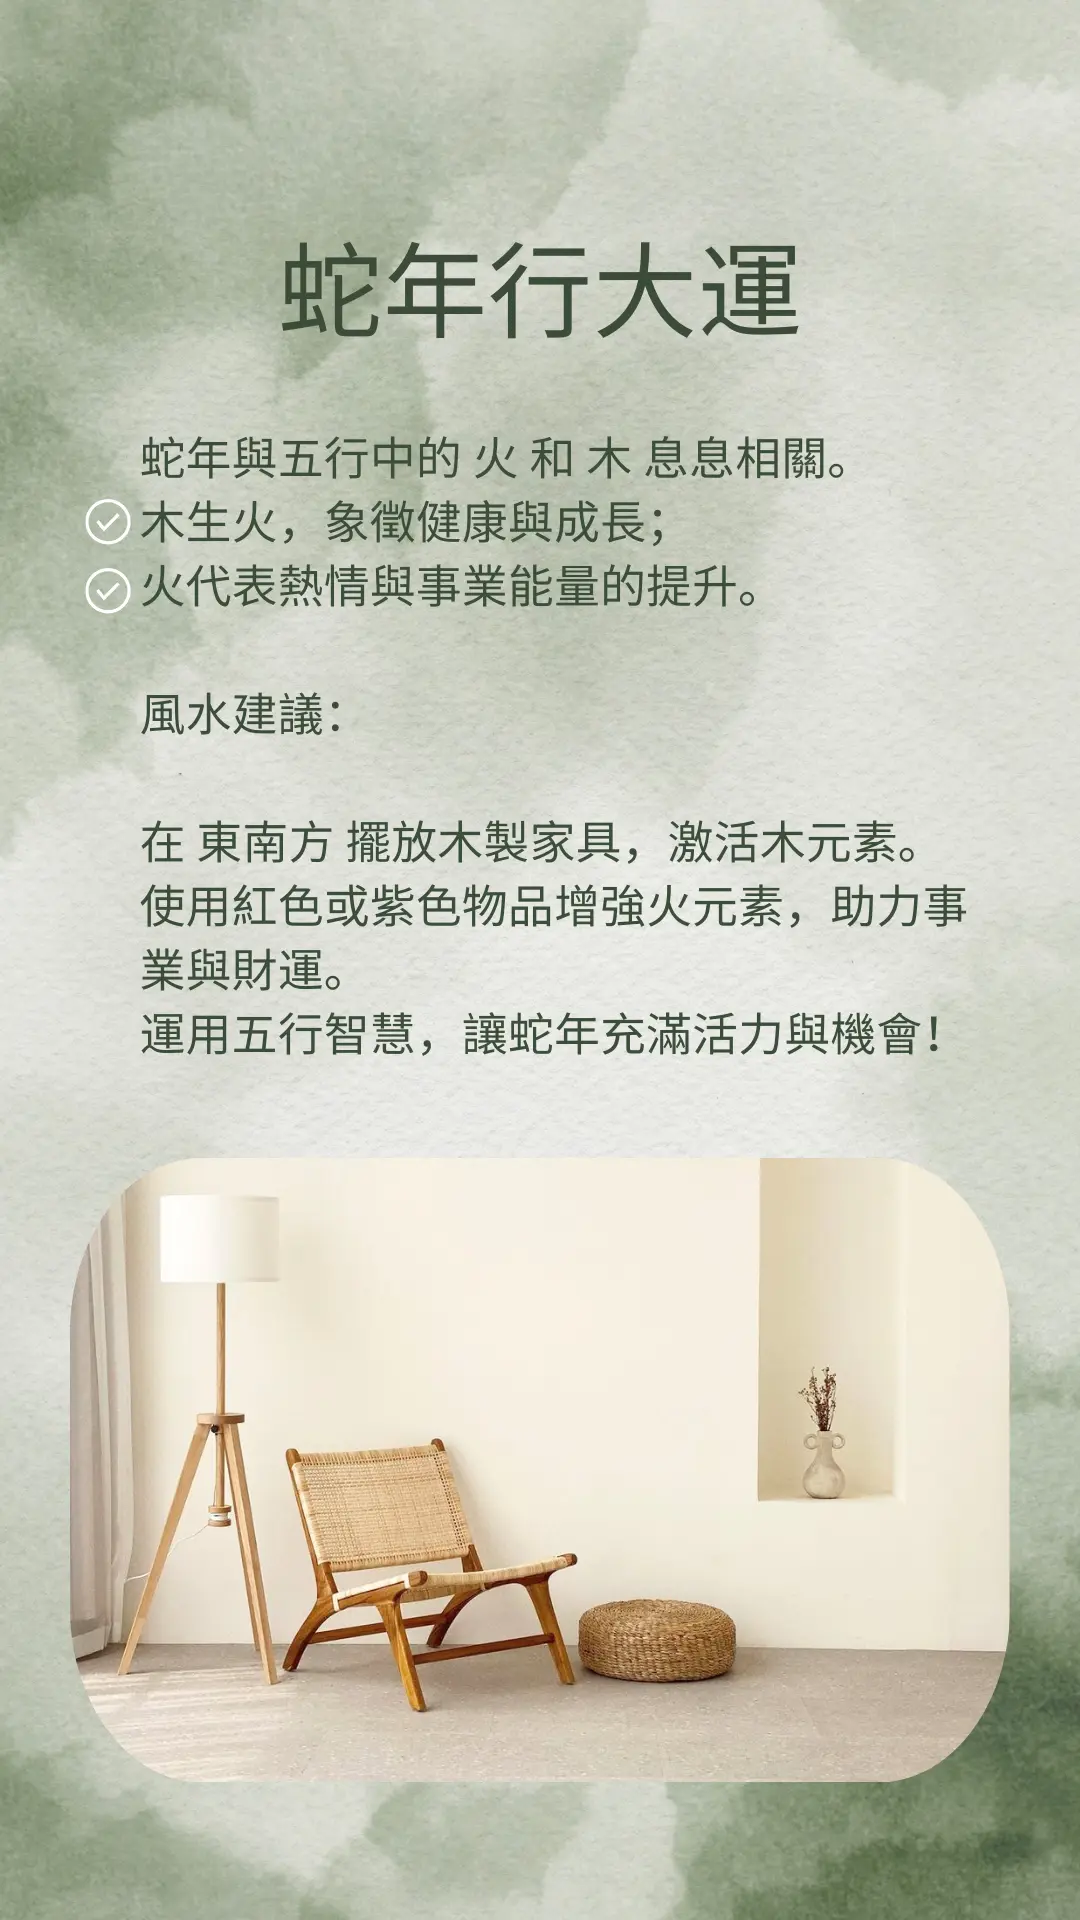 蛇年行大運
蛇年與五行中的 火 和 木 息息相關。
木生火，象徵健康與成長；
火代表熱情與事業能量的提升。
風水建議：
在 東南方 擺放木製家具，激活木元素。
使用紅色或紫色物品增強火元素，助力事
業與財運。
運用五行智慧，讓蛇年充滿活力與機會！